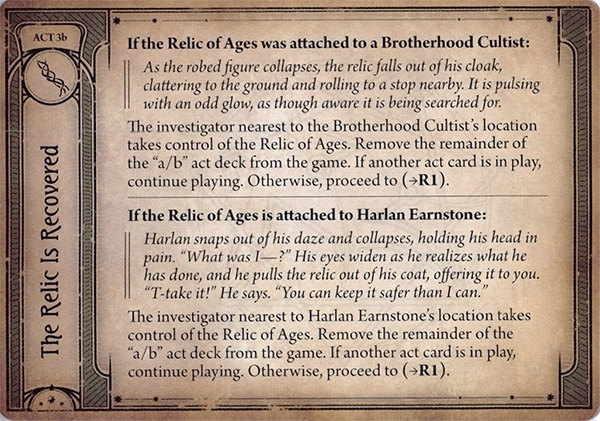 ACT 3b
The Relic Is Recovered
If the Relic of Ages was attached to a Brotherhood Cultist:
As the robed figure collapses, the relic falls out of his cloak,
clattering to the ground and rolling to a stop nearby. It is pulsing
with an odd glow, as though aware it is being searched for.
The investigator nearest to the Brotherhood Cultist’s location
takes control of the Relic of Ages. Remove the remainder of
the “a/b” act deck from the game. If another act card is in play,
continue playing. Otherwise, proceed to (→R1).
If the Relic of Ages is attached to Harlan Earnstone:
Harlan snaps out of his daze and collapses, holding his head in
pain. “What was I—?” His eyes widen as he realizes what he
has done, and he pulls the relic out of his coat, offering it to you.
“T-take it!” He says. “You can keep it safer than I can.”
The investigator nearest to Harlan Earnstone’s location takes
control of the Relic of Ages. Remove the remainder of the
“a/b” act deck from the game. If another act card is in play,
continue playing. Otherwise, proceed to (→R1).